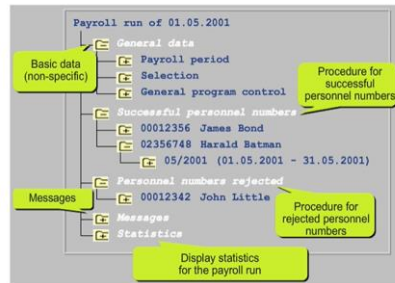 Payroll run of 01.05.2001
General data
Basic data
(non-specific)
Payroll period
Selection
General program control
Procedure for
successful
personnel numbers
Successful personnel numbers
00012356 James Bond
02356748 Harald Batman
05/2001 (01.05.2001 - 31.05.2001)
Personnel numbers rejected
Messages
00012342 John Little
Procedure for
rejected personnel
numbers
Messages
Statistics
Display statistics
for the payroll run